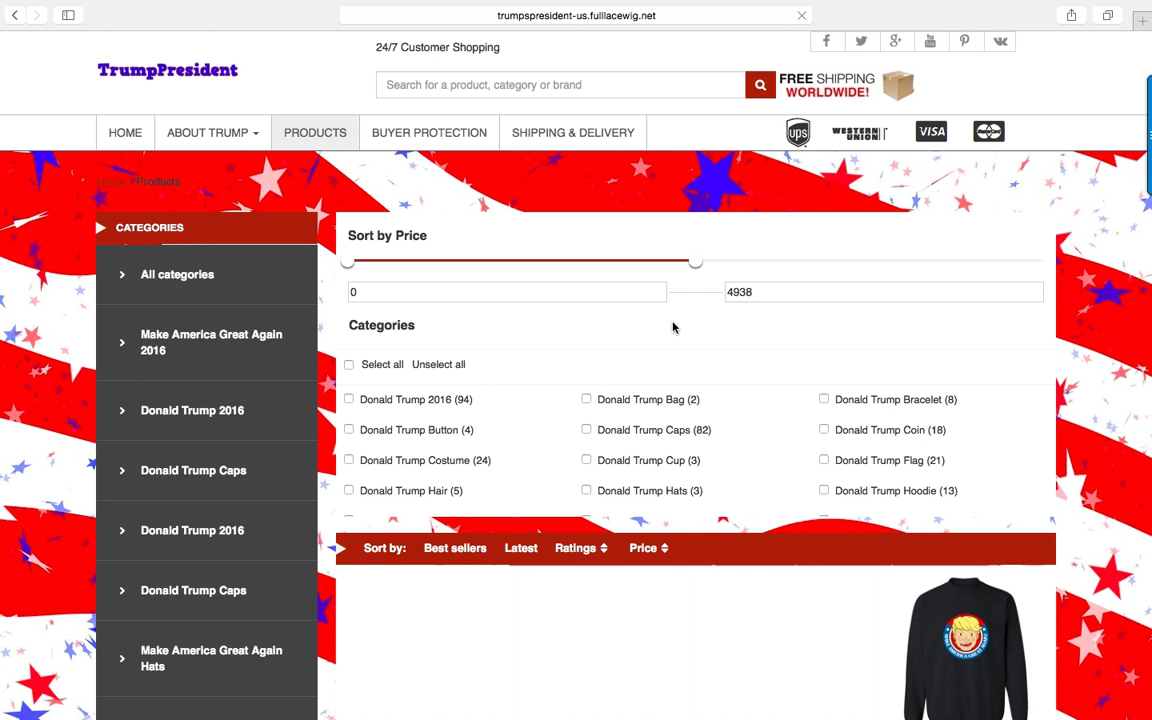 trumpspresident-us.fulllacewig.net
24/7 Customer Shopping
TrumpPresident
Search for a product, category or brand
FREE SHIPPING
WORLDWIDE!
HOME
ABOUT TRUMP
PRODUCTS
BUYER PROTECTION
SHIPPING & DELIVERY
ups
WESTERN
UNION
VISA
Home >Products
CATEGORIES
Sort by Price
All categories
0
4938
Make America Great Again
2016
Categories
Select all Unselect all
Donald Trump 2016 (94)
Donald Trump Bag (2)
Donald Trump Bracelet (8)
Donald Trump 2016
Donald Trump Button (4)
Donald Trump Caps (82)
Donald Trump Coin (18)
Donald Trump Costume (24)
Donald Trump Cup (3)
Donald Trump Flag (21)
Donald Trump Caps
Donald Trump Hair (5)
Donald Trump Hats (3)
Donald Trump Hoodie (13)
Donald Trump 2016
Sort by: Best sellers Latest Ratings Price
Donald Trump Caps
Make America Great Again
Hats